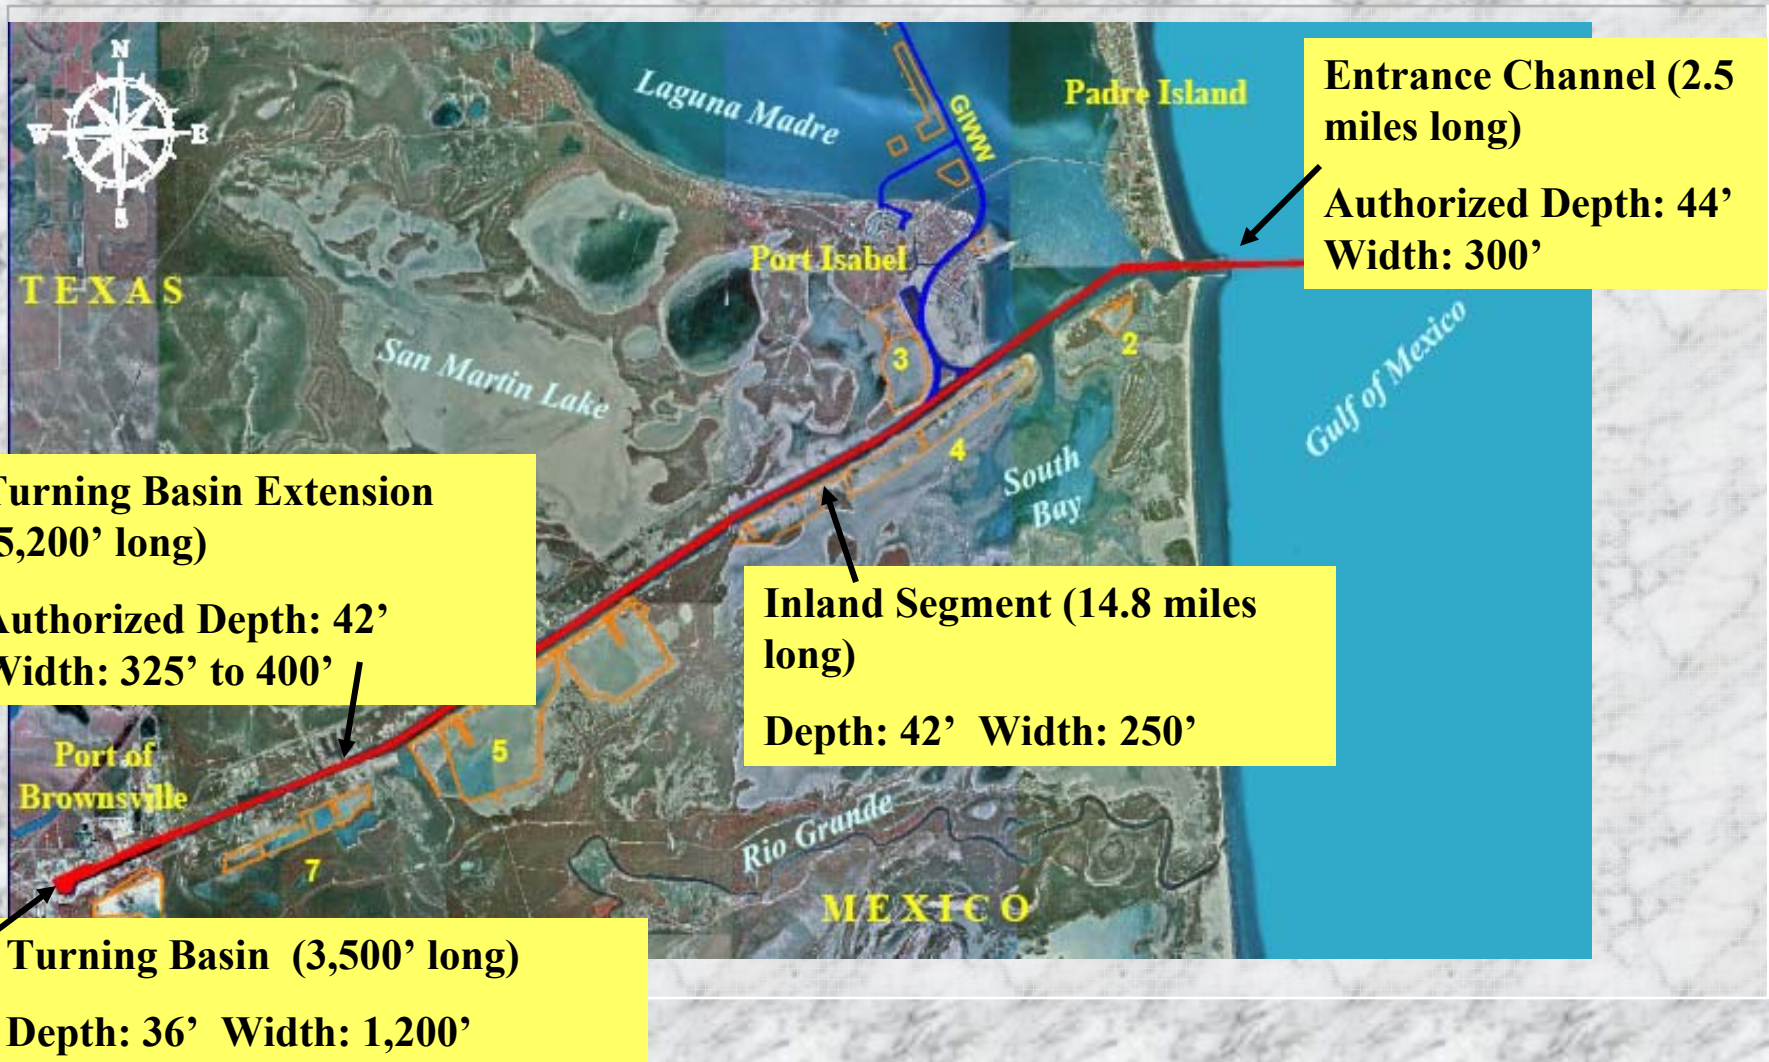 N
W
E
S
Laguna Madre
GIWW
Padre Island
Entrance Channel (2.5
miles long)
Authorized Depth: 44’
Width: 300’
Port Isabel
TEXAS
San Martin Lake
3
2
4
Gulf of Mexico
South
Bay
Turning Basin Extension
5,200’ long)
Authorized Depth: 42’
Width: 325’ to 400’
Inland Segment (14.8 miles
long)
Depth: 42’ Width: 250’
5
Port of
Brownsville
7
Rio Grande
MEXICO
Turning Basin (3,500’ long)
Depth: 36’ Width: 1,200’